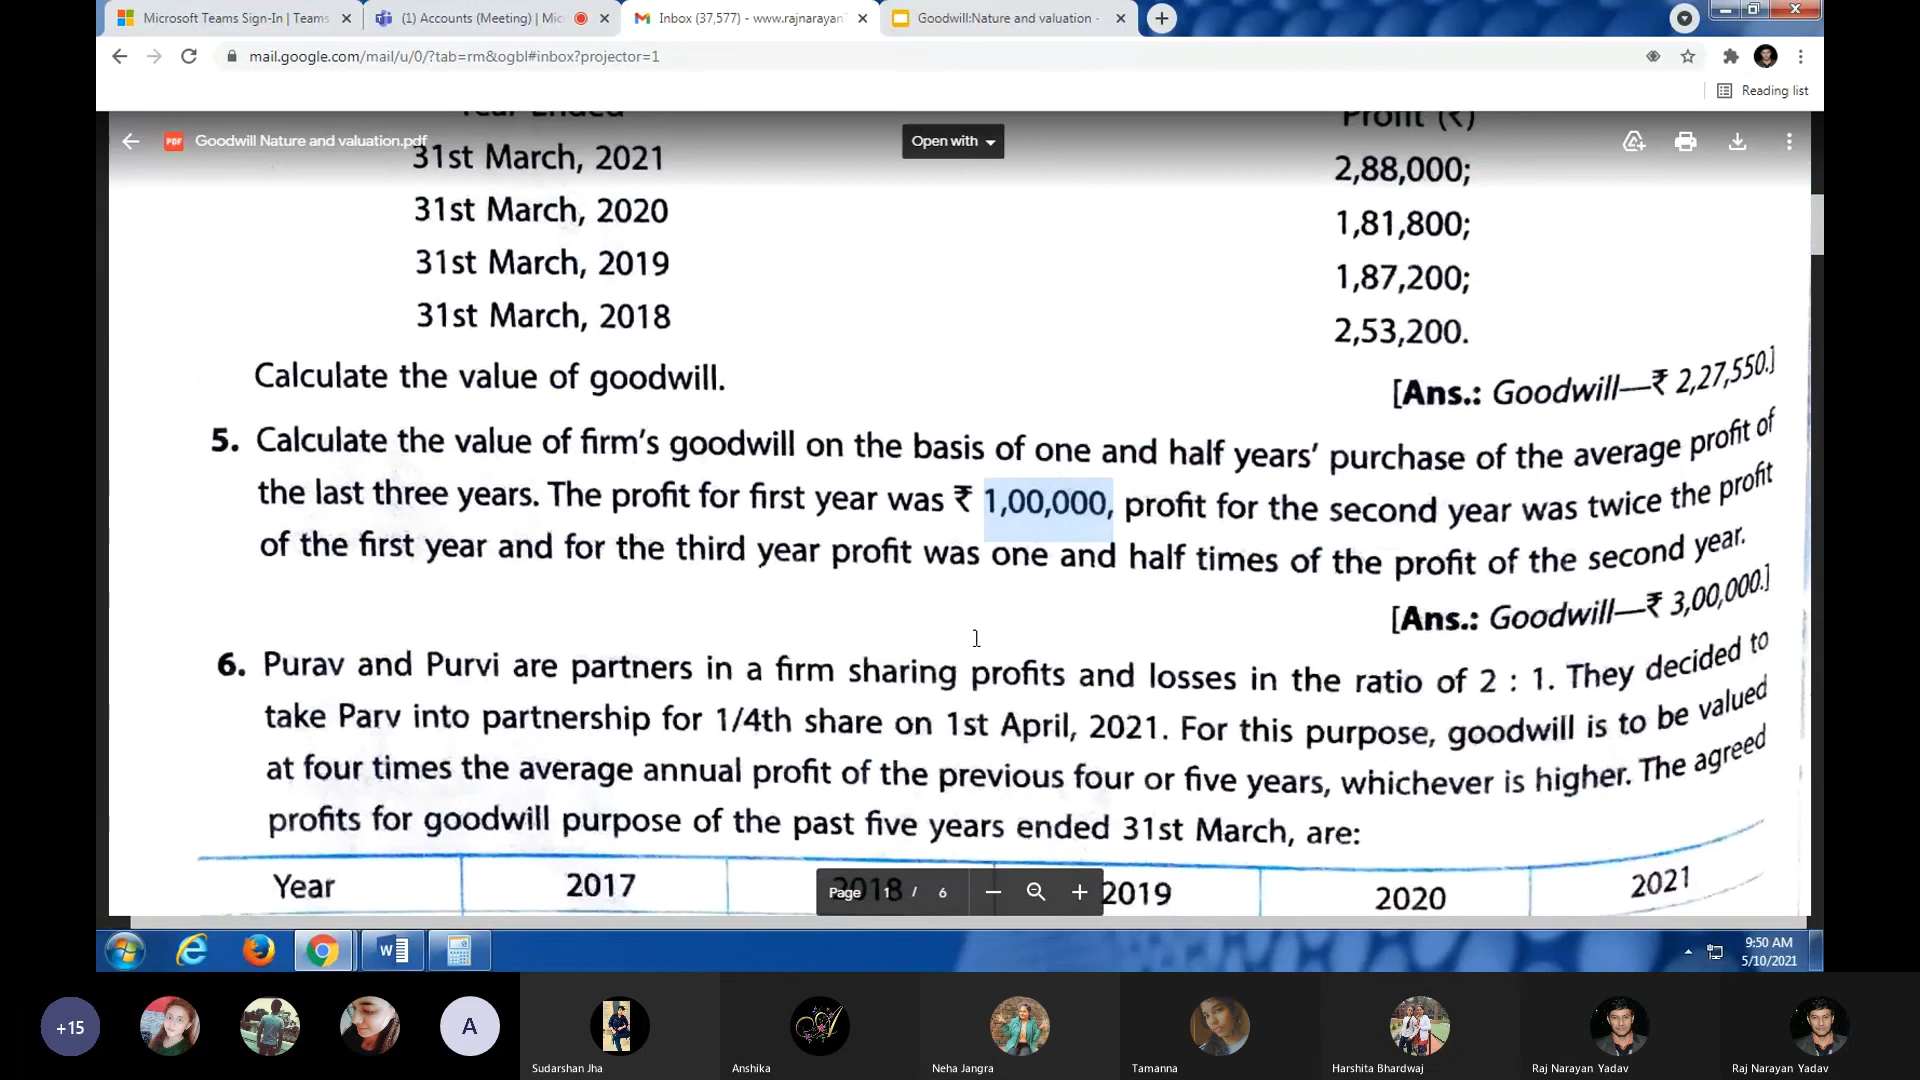 Microsoft Teams Sign-In | Teams
(1) Accounts (Meeting) | Mic
Inbox (37,577) - www.rajnarayan
Goodwill:Nature and valuation -
mail.google.com/mail/u/0/?tab=rm&ogbl#inbox?projector=1
Reading list
Year Ended Profit (₹)
PDF Goodwill Nature and valuation.pdf Open with
31st March, 2021 2,88,000;
31st March, 2020 1,81,800;
31st March, 2019 1,87,200;
31st March, 2018 2,53,200.
Calculate the value of goodwill.
[Ans.: Goodwill—₹ 2,27,550.]
5. Calculate the value of firm's goodwill on the basis of one and half years' purchase of the average profit of
the last three years. The profit for first year was ₹ 1,00,000, profit for the second year was twice the profit
of the first year and for the third year profit was one and half times of the profit of the second year.
[Ans.: Goodwill—₹ 3,00,000.]
6. Purav and Purvi are partners in a firm sharing profits and losses in the ratio of 2 : 1. They decided to
take Parv into partnership for 1/4th share on 1st April, 2021. For this purpose, goodwill is to be valued
at four times the average annual profit of the previous four or five years, whichever is higher. The agreed
profits for goodwill purpose of the past five years ended 31st March, are:
Year 2017 2018 2019 2020 2021
Page 1 / 6
9:50 AM
5/10/2021
+15
A
Sudarshan Jha
Anshika
Neha Jangra
Tamanna
Harshita Bhardwaj
Raj Narayan Yadav
Raj Narayan Yadav